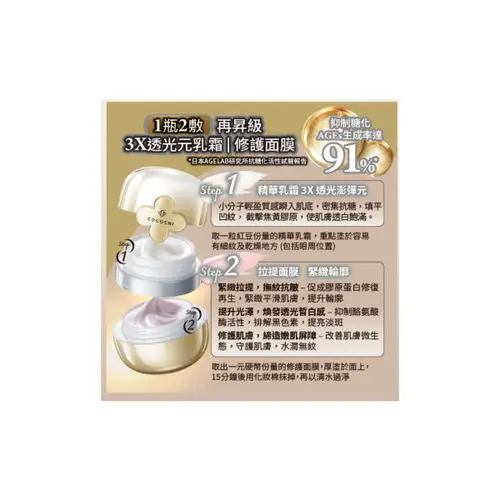 1瓶2敷 再昇級
3X透光元乳霜|修護面膜
*日本AGELAB研究所抗糖化活性試驗報告
抑制糖化
AGEs生成率達
91%*
COCOCHI
Step 1
精華乳霜 3X 透光澎彈元
小分子輕盈質感瞬入肌底，密集抗糖，填平
凹紋， 截擊焦黃膠原，使肌膚透白飽滿。
取一粒紅豆份量的精華乳霜，重點塗於容易
有細紋及乾燥地方 (包括眼周位置)
Step 1
Step 2
拉提面膜 緊緻輪廓
緊緻拉提，撫紋抗皺 – 促成膠原蛋白修復
再生，緊緻平滑肌膚，提升輪廓
提升光澤，煥發透光皙白感 – 抑制酪氨酸
酶活性，排解黑色素，提亮淡斑
修護肌膚，締造嫩肌屏障 – 改善肌膚微生
態，守護肌膚，水潤無紋
Step 2
取出一元硬幣份量的修護面膜，厚塗於面上，
15分鐘後用化妝棉抹掉，再以清水過淨